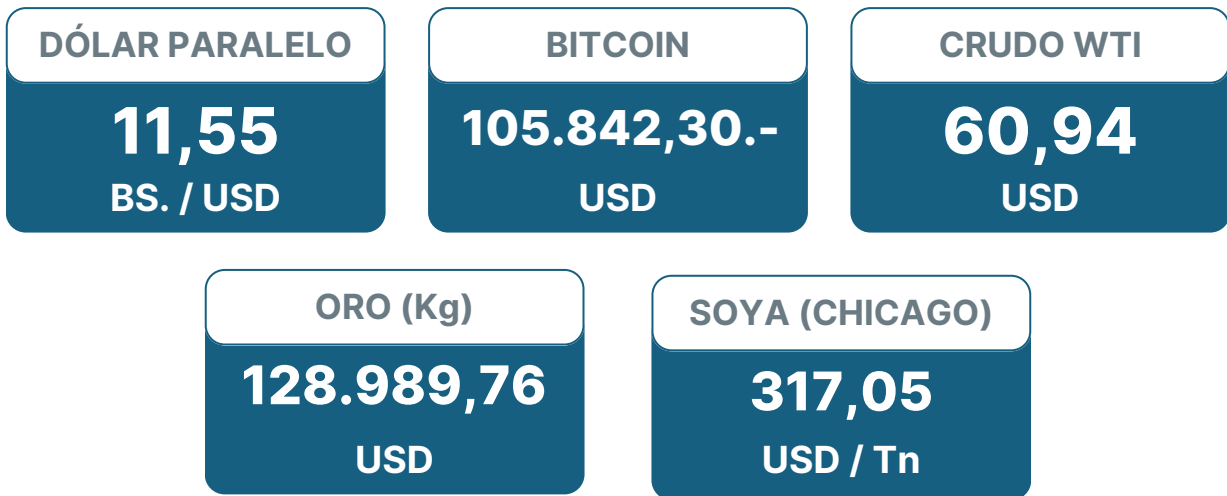 DÓLAR PARALELO
11,55
BS. / USD
BITCOIN
105.842,30.-
USD
CRUDO WTI
60,94
USD
ORO (Kg)
128.989,76
USD
SOYA (CHICAGO)
317,05
USD / Tn